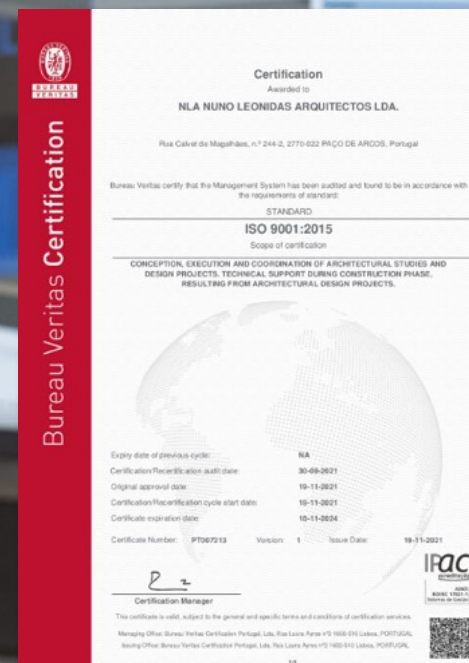 BUREAU
VERITAS
Bureau Veritas Certification
Certification
Awarded to
NLA NUNO LEONIDAS ARQUITECTOS LDA.
Rua Calvet de Magalhães, n.º 244-2, 2770-022 PAÇO DE ARCOS, Portugal
Bureau Veritas certify that the Management System has been audited and found to be in accordance with
the requirements of standard:
STANDARD
ISO 9001:2015
Scope of certification
CONCEPTION, EXECUTION AND COORDINATION OF ARCHITECTURAL STUDIES AND
DESIGN PROJECTS. TECHNICAL SUPPORT DURING CONSTRUCTION PHASE,
RESULTING FROM ARCHITECTURAL DESIGN PROJECTS.
Expiry date of previous cycle: NA
Certification/Recertification audit date: 30-09-2021
Original approval date: 19-11-2021
Certification/Recertification cycle start date: 19-11-2021
Certificate expiration date: 18-11-2024
Certificate Number: PT007213 Version: 1 Issue Date: 19-11-2021
Certification Manager
This certificate is valid, subject to the general and specific terms and conditions of certification services.
Managing Office: Bureau Veritas Certification Portugal, Lda, Rua Laura Ayres nº3 1600-510 Lisboa, PORTUGAL
Issuing Office: Bureau Veritas Certification Portugal, Lda, Rua Laura Ayres nº3 1600-510 Lisboa, PORTUGAL
1/1